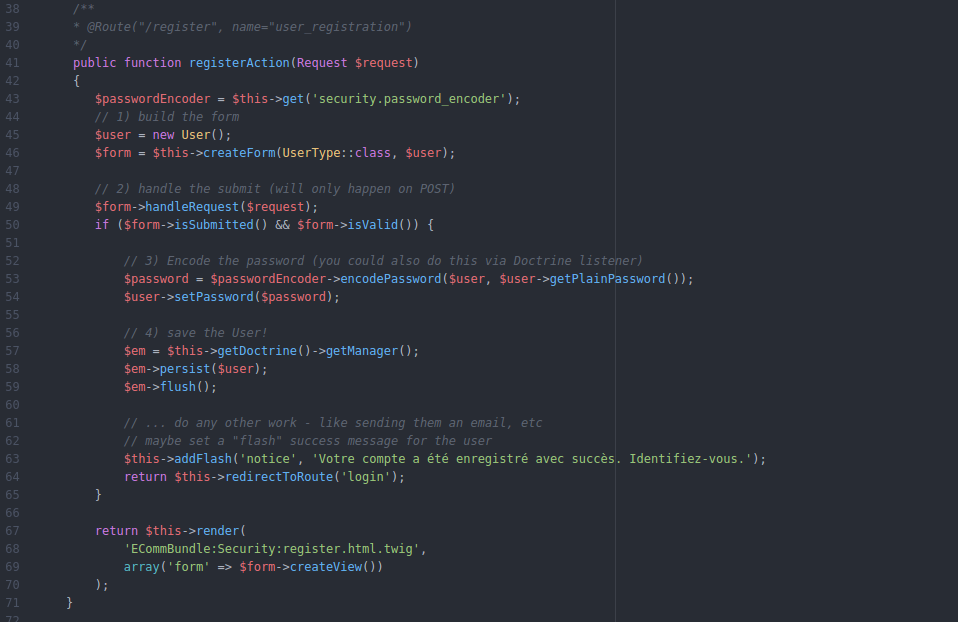 38 /**
39 * @Route("/register", name="user_registration")
40 */
41 public function registerAction(Request $request)
42 {
43 $passwordEncoder = $this->get('security.password_encoder');
44 // 1) build the form
45 $user = new User();
46 $form = $this->createForm(UserType::class, $user);
47
48 // 2) handle the submit (will only happen on POST)
49 $form->handleRequest($request);
50 if ($form->isSubmitted() && $form->isValid()) {
51
52 // 3) Encode the password (you could also do this via Doctrine listener)
53 $password = $passwordEncoder->encodePassword($user, $user->getPlainPassword());
54 $user->setPassword($password);
55
56 // 4) save the User!
57 $em = $this->getDoctrine()->getManager();
58 $em->persist($user);
59 $em->flush();
60
61 // ... do any other work - like sending them an email, etc
62 // maybe set a "flash" success message for the user
63 $this->addFlash('notice', 'Votre compte a été enregistré avec succès. Identifiez-vous.');
64 return $this->redirectToRoute('login');
65 }
66
67 return $this->render(
68 'ECommBundle:Security:register.html.twig',
69 array('form' => $form->createView())
70 );
71 }
72